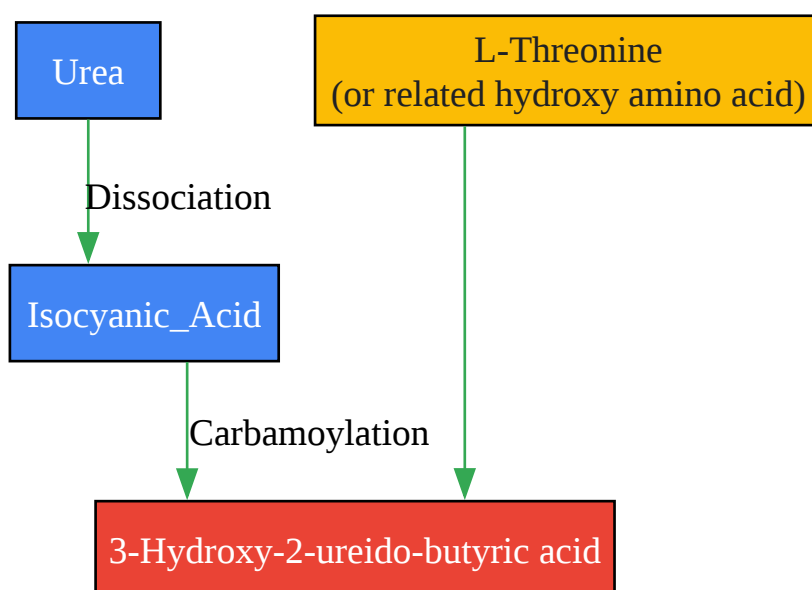 Urea
L-Threonine
(or related hydroxy amino acid)
Dissociation
Isocyanic_Acid
Carbamoylation
3-Hydroxy-2-ureido-butyric acid